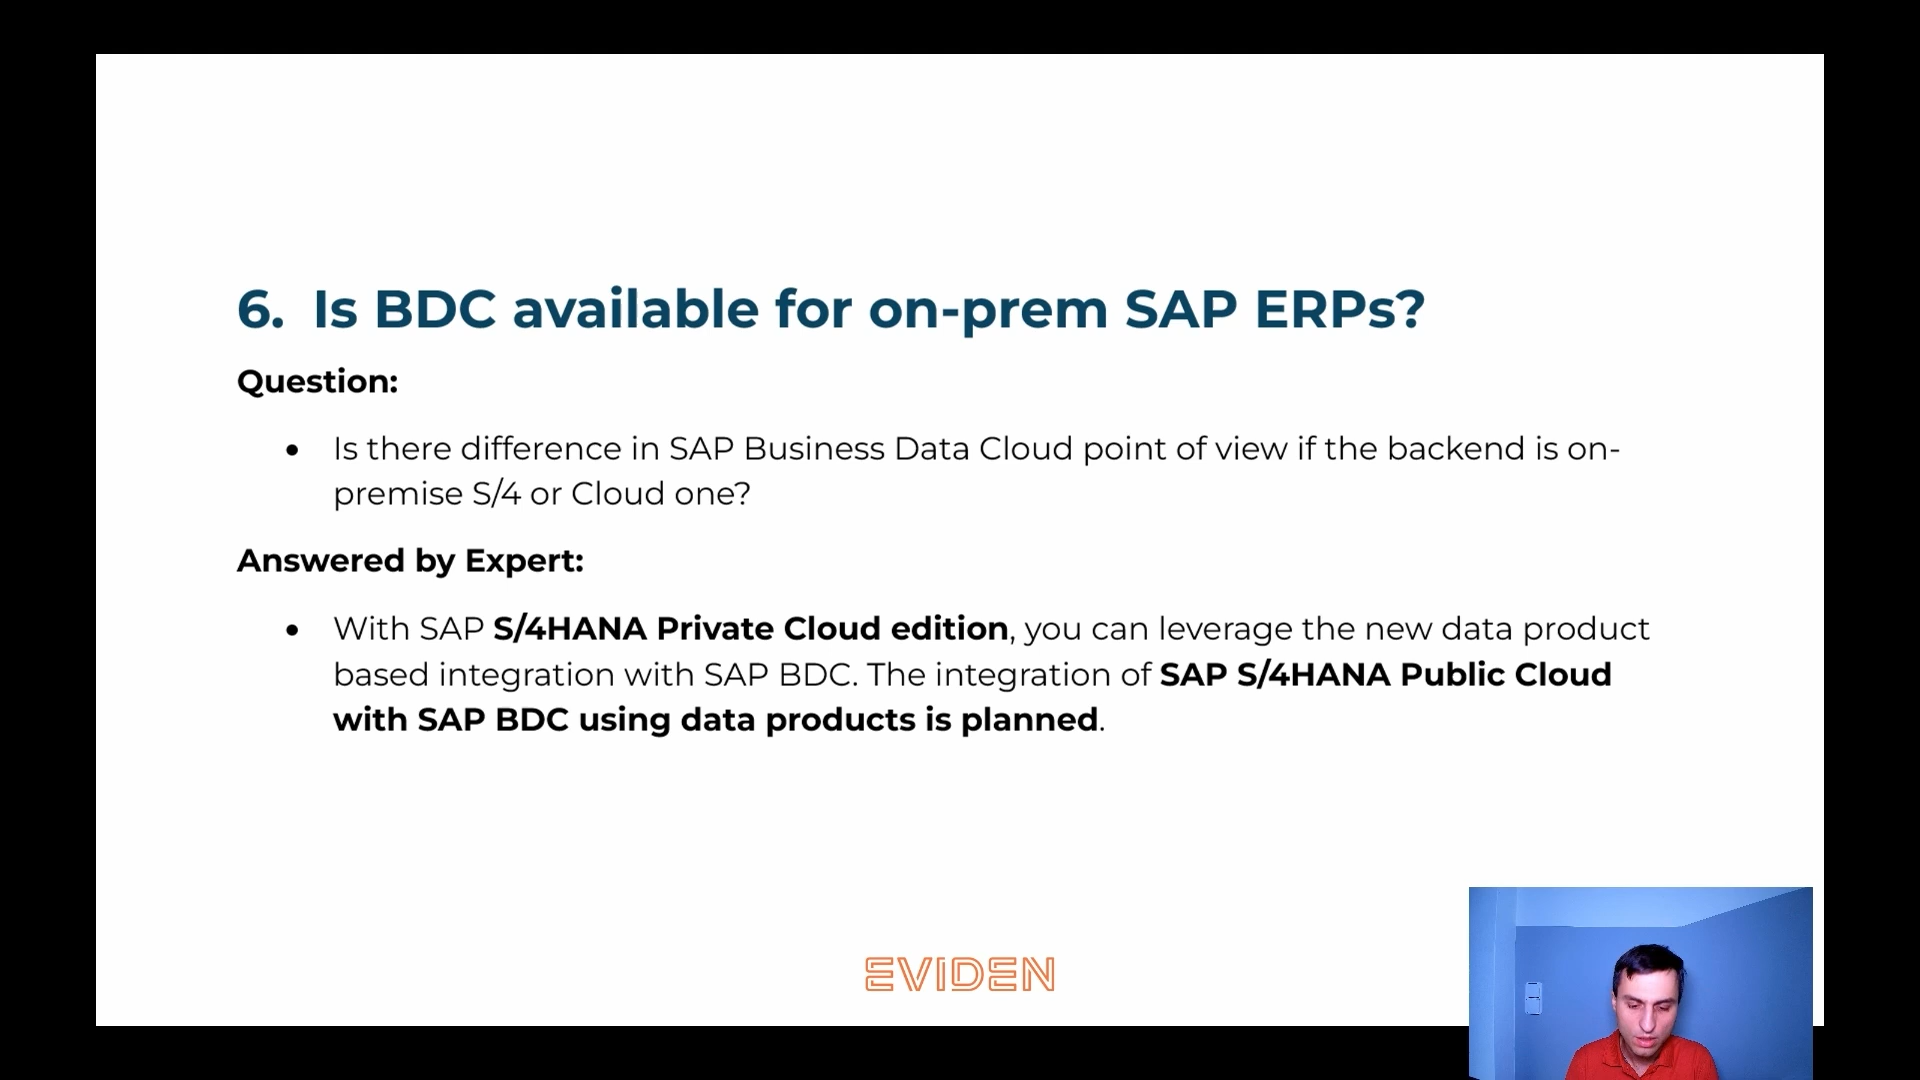 6. Is BDC available for on-prem SAP ERPs?
Question:
• Is there difference in SAP Business Data Cloud point of view if the backend is on-
premise S/4 or Cloud one?
Answered by Expert:
• With SAP S/4HANA Private Cloud edition, you can leverage the new data product
based integration with SAP BDC. The integration of SAP S/4HANA Public Cloud
with SAP BDC using data products is planned.
EVIDEN